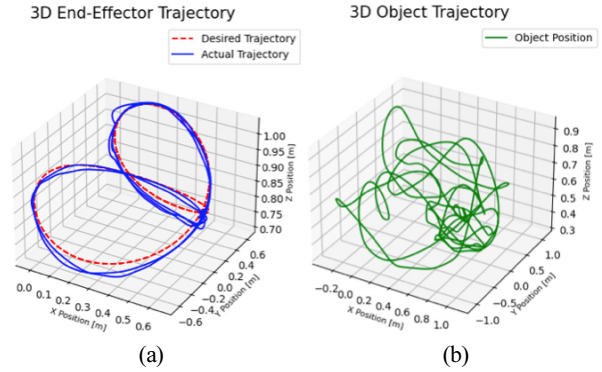 3D End-Effector Trajectory
Desired Trajectory
Actual Trajectory
1.00
0.95
0.90
0.85
0.80
0.75
0.70
Z Position [m]
0.0 0.1 0.2 0.3 0.4 0.5 0.6
X Position [m]
−0.6 −0.4 −0.2 0.0 0.2 0.4 0.6
Y Position [m]
(a)
3D Object Trajectory
Object Position
0.9
0.8
0.7
0.6
0.5
0.4
0.3
Z Position [m]
−0.2 0.0 0.2 0.4 0.6 0.8 1.0
X Position [m]
−1.0 −0.5 0.0 0.5 1.0
Y Position [m]
(b)